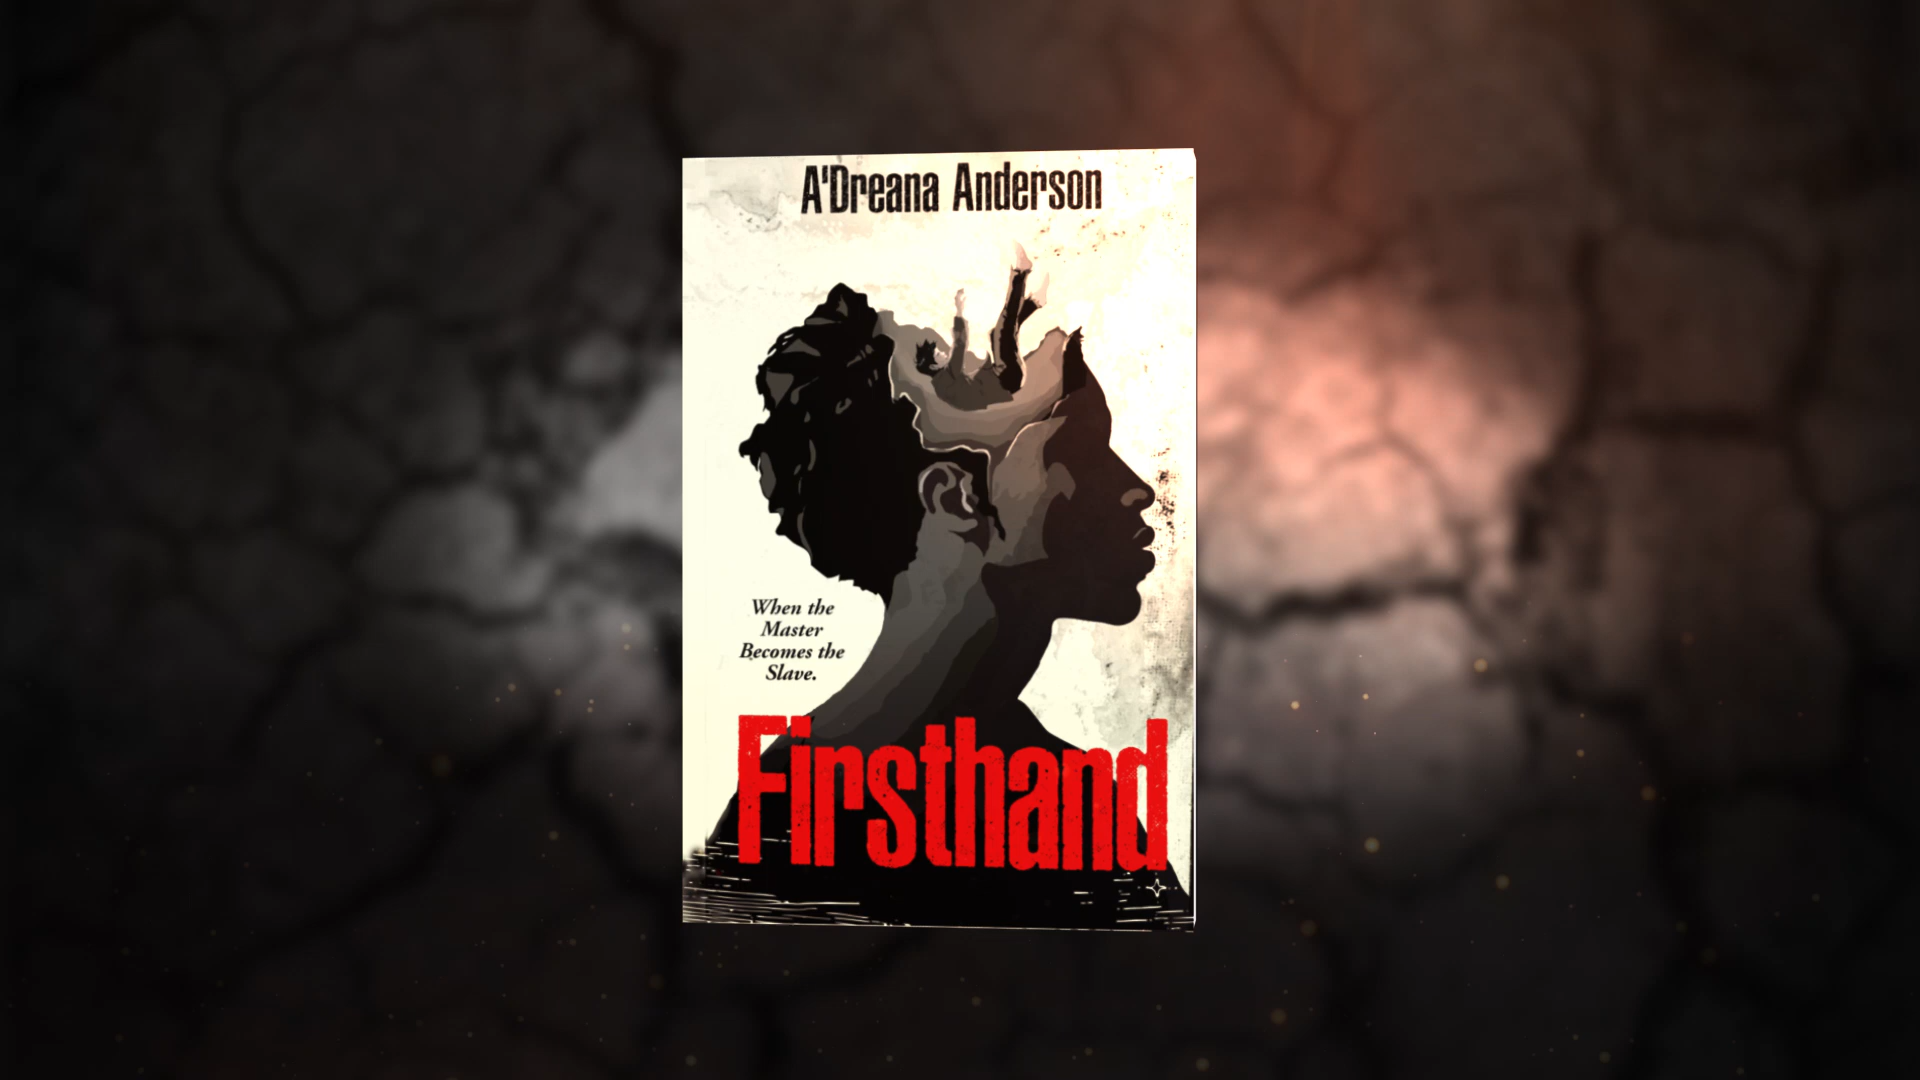 A'Dreana Anderson
When the
Master
Becomes the
Slave.
Firsthand